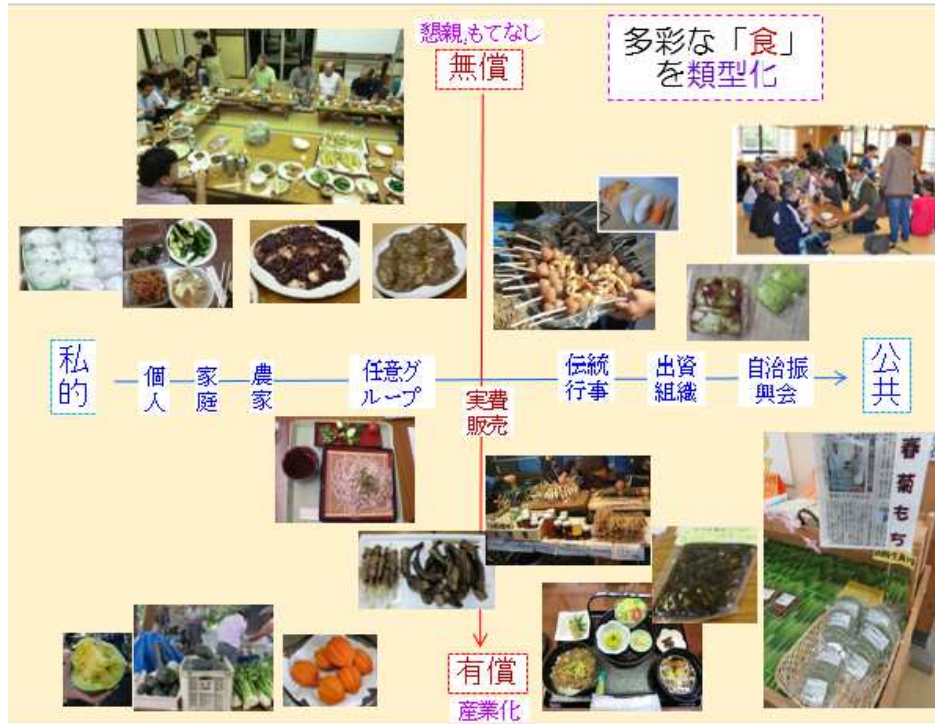 懇親,もてなし
無償
多彩な「食」
を類型化
私的
個人
家庭
農家
任意グ
ループ
実費
販売
伝統
行事
出資
組織
自治振
興会
公共
春菊もち
有償
産業化